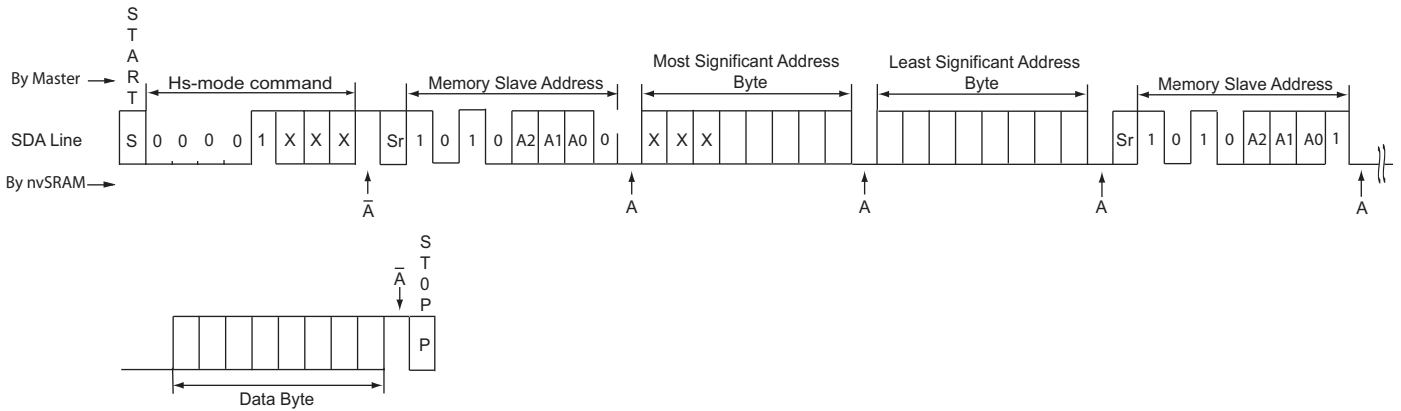 START
By Master
Hs-mode command
Memory Slave Address
Most Significant Address
Byte
Least Significant Address
Byte
Memory Slave Address
SDA Line
S 0 0 0 0 1 X X X Sr 1 0 1 0 A2 A1 A0 0 X X X Sr 1 0 1 0 A2 A1 A0 1
By nvSRAM
A̅ A A A A
A̅
ST0P
P
Data Byte